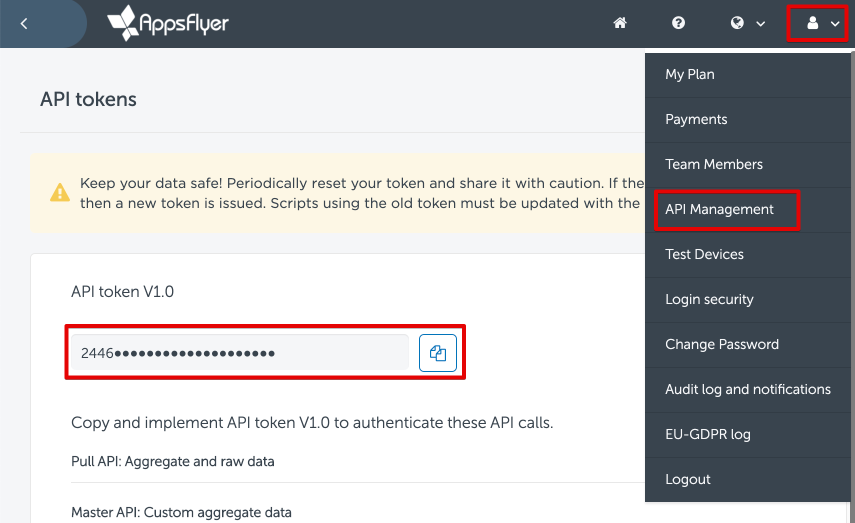 AppsFlyer
My Plan
API tokens
Payments
Team Members
Keep your data safe! Periodically reset your token and share it with caution. If the
then a new token is issued. Scripts using the old token must be updated with the
API Management
Test Devices
API token V1.0
Login security
2446••••••••••••••••••••
Change Password
Audit log and notifications
Copy and implement API token V1.0 to authenticate these API calls.
EU-GDPR log
Pull API: Aggregate and raw data
Logout
Master API: Custom aggregate data